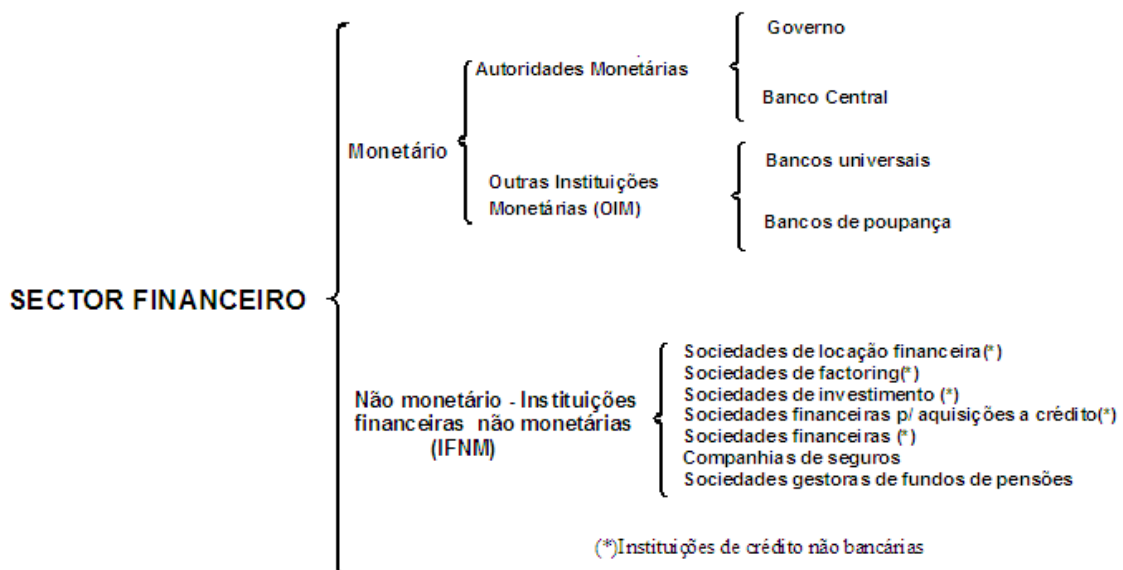 SECTOR FINANCEIRO
Monetário
Autoridades Monetárias
Governo
Banco Central
Outras Instituições
Monetárias (OIM)
Bancos universais
Bancos de poupança
Não monetário - Instituições
financeiras não monetárias
(IFNM)
Sociedades de locação financeira(*)
Sociedades de factoring(*)
Sociedades de investimento (*)
Sociedades financeiras p/ aquisições a crédito(*)
Sociedades financeiras (*)
Companhias de seguros
Sociedades gestoras de fundos de pensões
(*)Instituições de crédito não bancárias